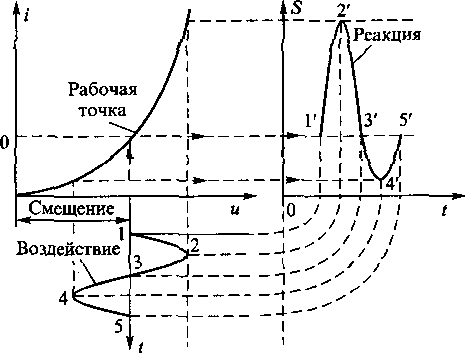 i
S
2'
Реакция
Рабочая
точка
0
1'
3'
5'
4'
Смещение
u
0
t
1
Воздействие
2
3
4
5
t